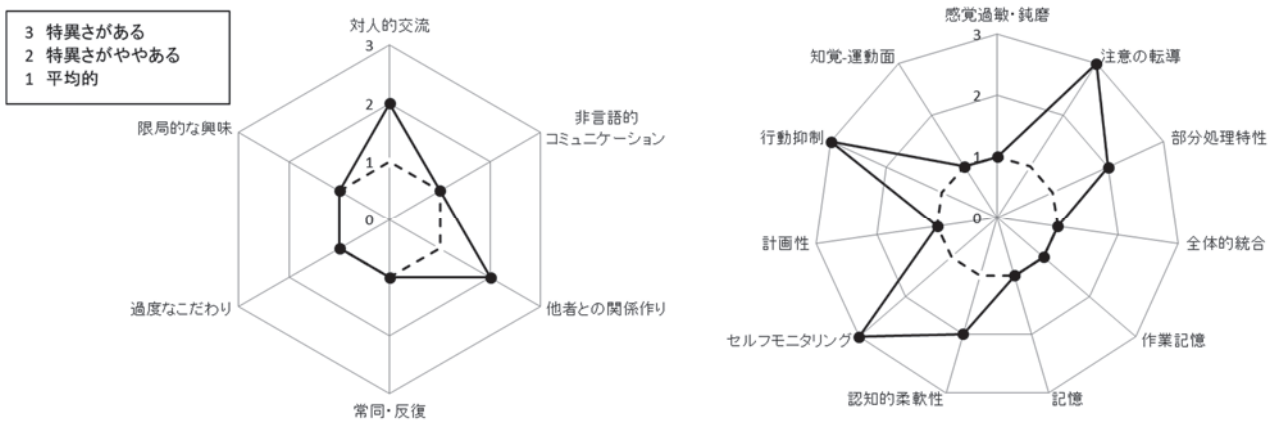 3 特異さがある
2 特異さがややある
1 平均的
対人的交流
3
2
1
0
非言語的
コミュニケーション
他者との関係作り
常同・反復
過度なこだわり
限局的な興味
感覚過敏・鈍磨
3
2
1
0
注意の転導
部分処理特性
全体的統合
作業記憶
記憶
認知的柔軟性
セルフモニタリング
計画性
行動抑制
知覚-運動面